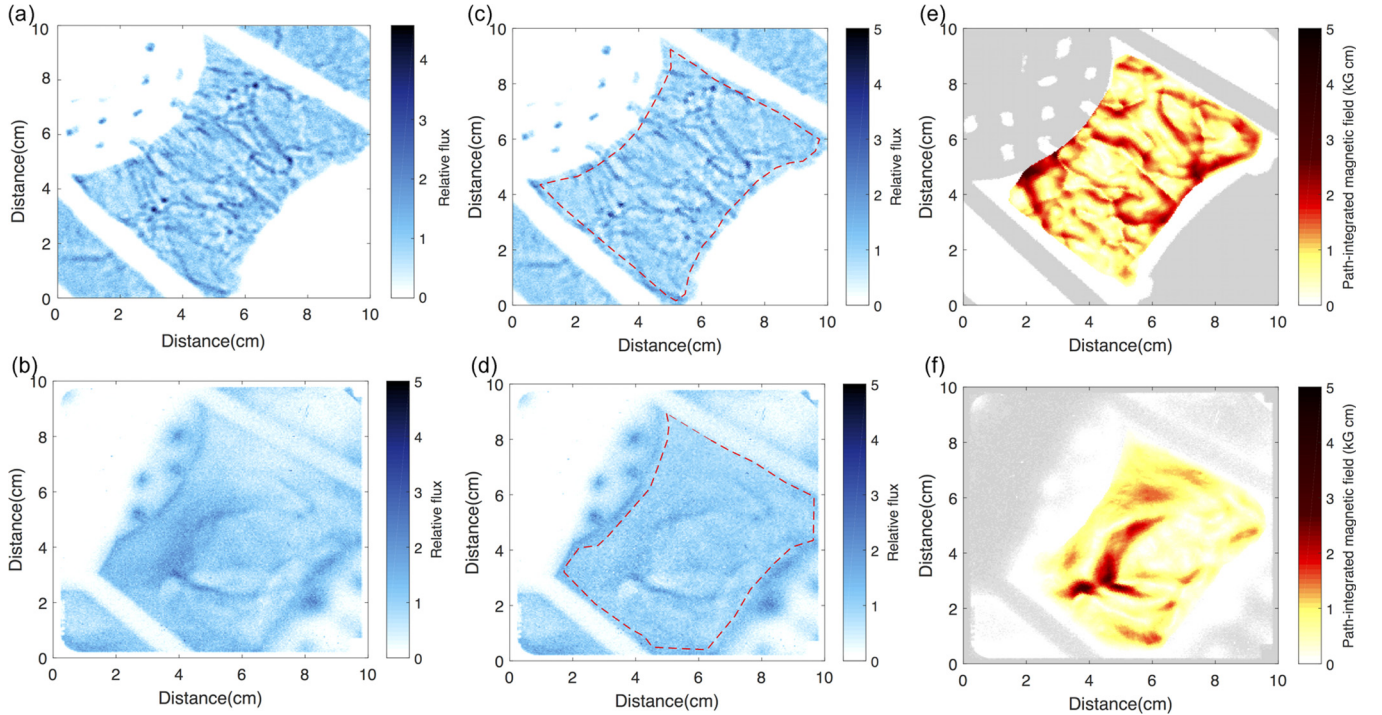 (a)
10
8
6
4
2
0
Distance(cm)
0 2 4 6 8 10
Distance(cm)
4
3
2
1
0
Relative flux
(c)
10
8
6
4
2
0
Distance(cm)
0 2 4 6 8 10
Distance(cm)
5
4
3
2
1
0
Relative flux
(e)
10
8
6
4
2
0
Distance(cm)
0 2 4 6 8 10
Distance(cm)
5
4
3
2
1
0
Path-integrated magnetic field (kG cm)
(b)
10
8
6
4
2
0
Distance(cm)
0 2 4 6 8 10
Distance(cm)
5
4
3
2
1
0
Relative flux
(d)
10
8
6
4
2
0
Distance(cm)
0 2 4 6 8 10
Distance(cm)
5
4
3
2
1
0
Relative flux
(f)
10
8
6
4
2
0
Distance(cm)
0 2 4 6 8 10
Distance(cm)
5
4
3
2
1
0
Path-integrated magnetic field (kG cm)